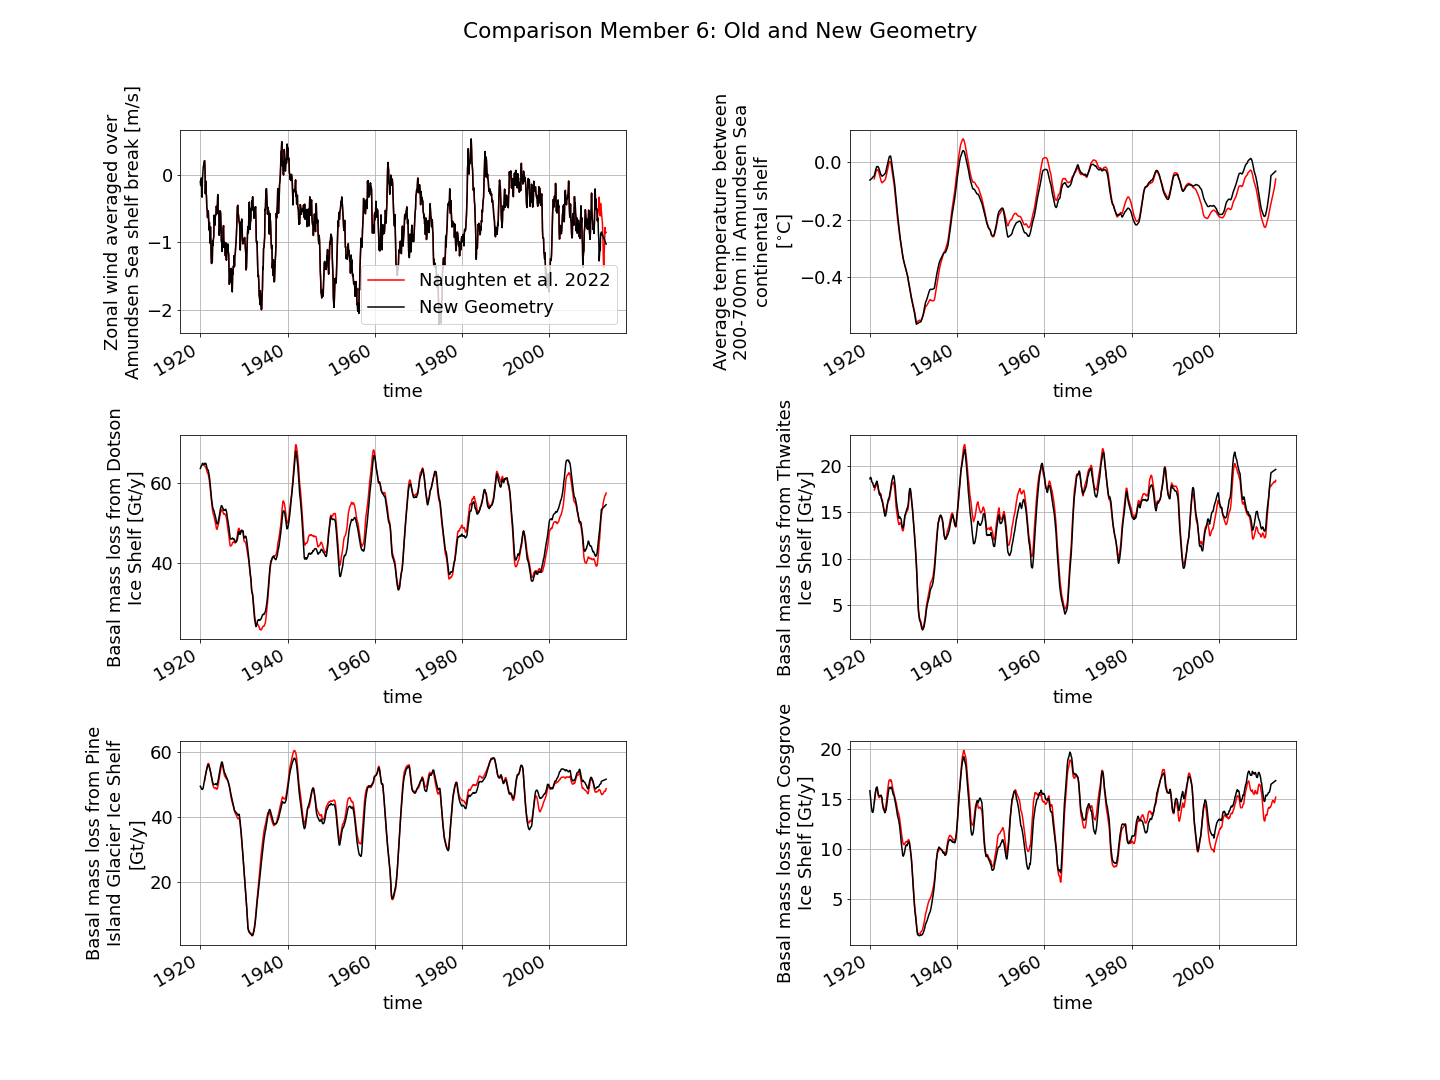 Comparison Member 6: Old and New Geometry
Zonal wind averaged over
Amundsen Sea shelf break [m/s]
0
−1
−2
Naughten et al. 2022
New Geometry
1920
1940
1960
1980
2000
time
Average temperature between
200-700m in Amundsen Sea
continental shelf
[°C]
0.0
−0.2
−0.4
1920
1940
1960
1980
2000
time
Basal mass loss from Dotson
Ice Shelf [Gt/y]
60
40
1920
1940
1960
1980
2000
time
Basal mass loss from Thwaites
Ice Shelf [Gt/y]
20
15
10
5
1920
1940
1960
1980
2000
time
Basal mass loss from Pine
Island Glacier Ice Shelf
[Gt/y]
60
40
20
1920
1940
1960
1980
2000
time
Basal mass loss from Cosgrove
Ice Shelf [Gt/y]
20
15
10
5
1920
1940
1960
1980
2000
time